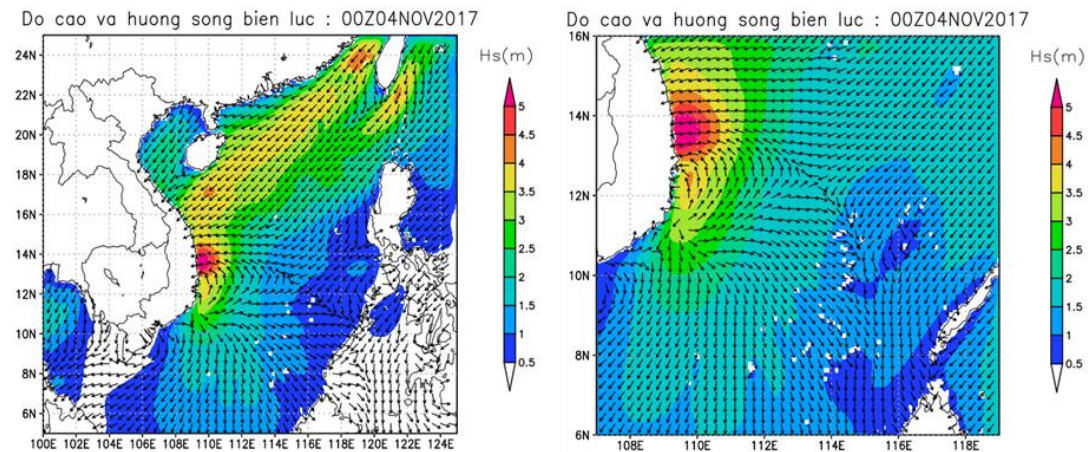 Do cao va huong song bien luc : 00Z04NOV2017
Hs(m)
24N
22N
20N
18N
16N
14N
12N
10N
8N
6N
100E 102E 104E 106E 108E 110E 112E 114E 116E 118E 120E 122E 124E
5
4.5
4
3.5
3
2.5
2
1.5
1
0.5
Do cao va huong song bien luc : 00Z04NOV2017
Hs(m)
16N
14N
12N
10N
8N
6N
108E 110E 112E 114E 116E 118E
5
4.5
4
3.5
3
2.5
2
1.5
1
0.5